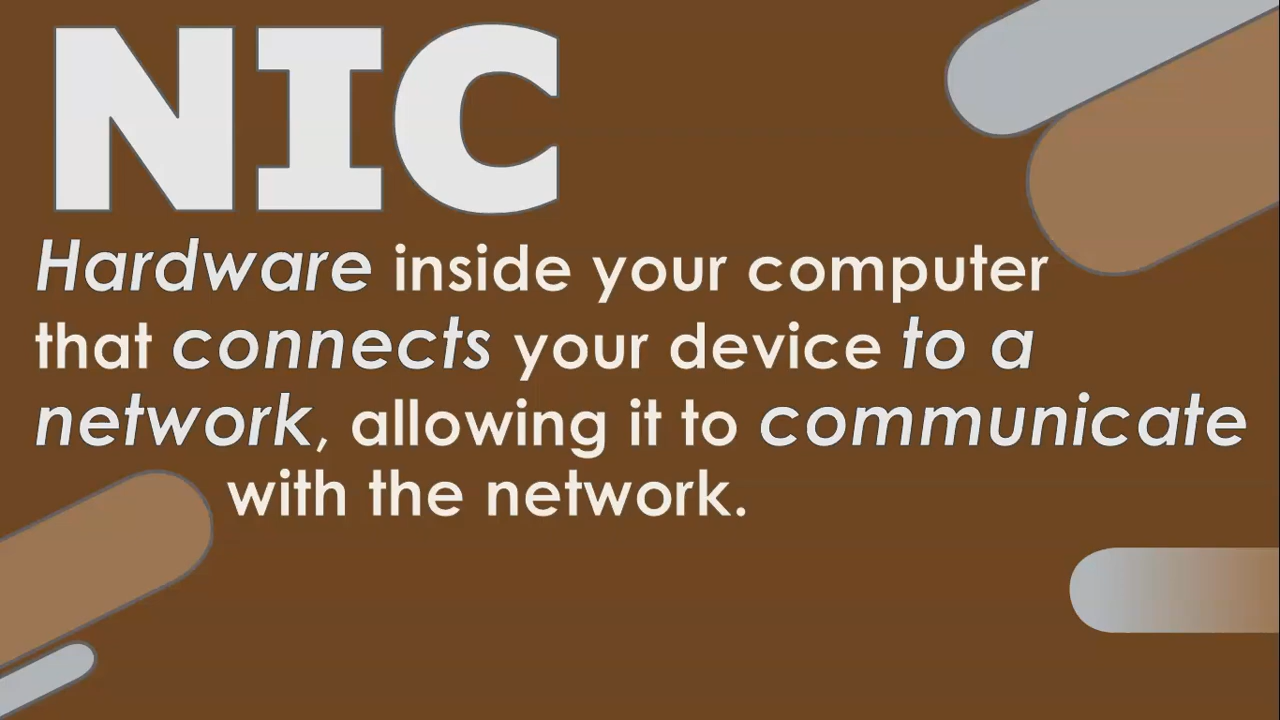 NIC
Hardware inside your computer
that connects your device to a
network, allowing it to communicate
with the network.